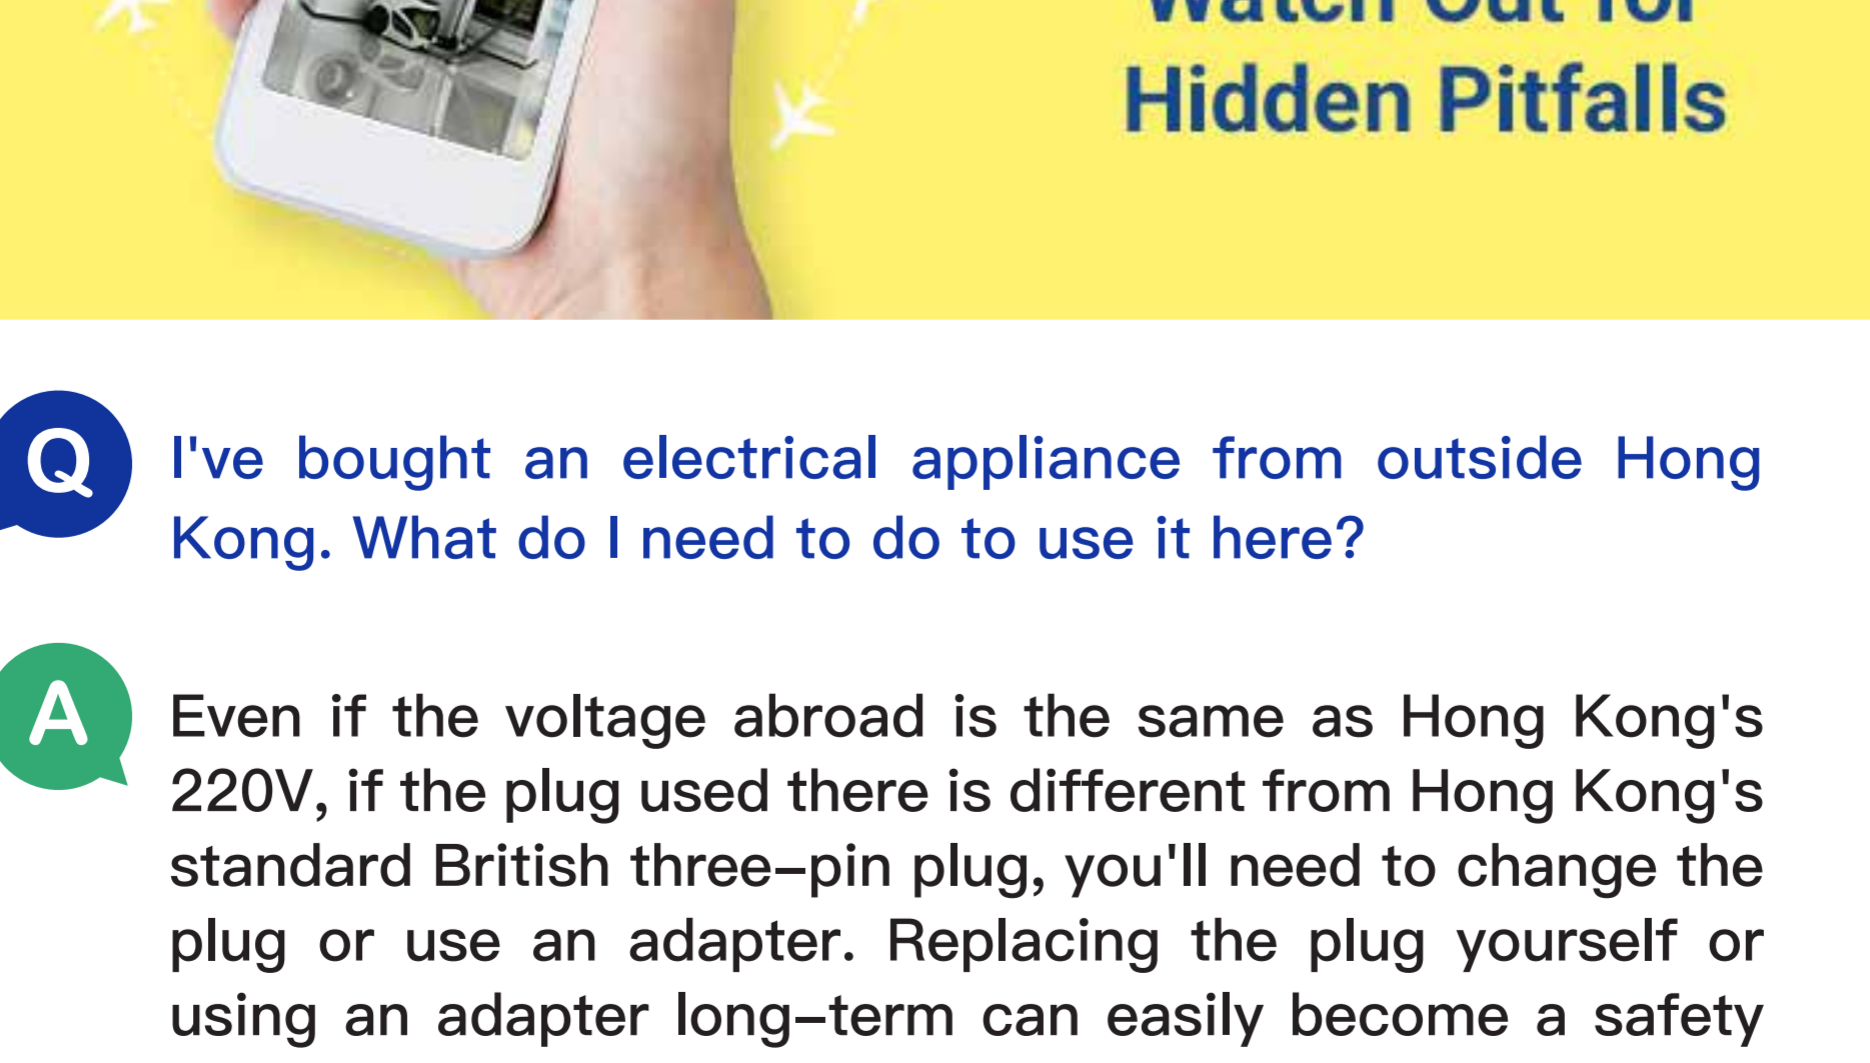 Watch Out for
Hidden Pitfalls
Q
I've bought an electrical appliance from outside Hong
Kong. What do I need to do to use it here?
A
Even if the voltage abroad is the same as Hong Kong's
220V, if the plug used there is different from Hong Kong's
standard British three–pin plug, you'll need to change the
plug or use an adapter. Replacing the plug yourself or
using an adapter long–term can easily become a safety